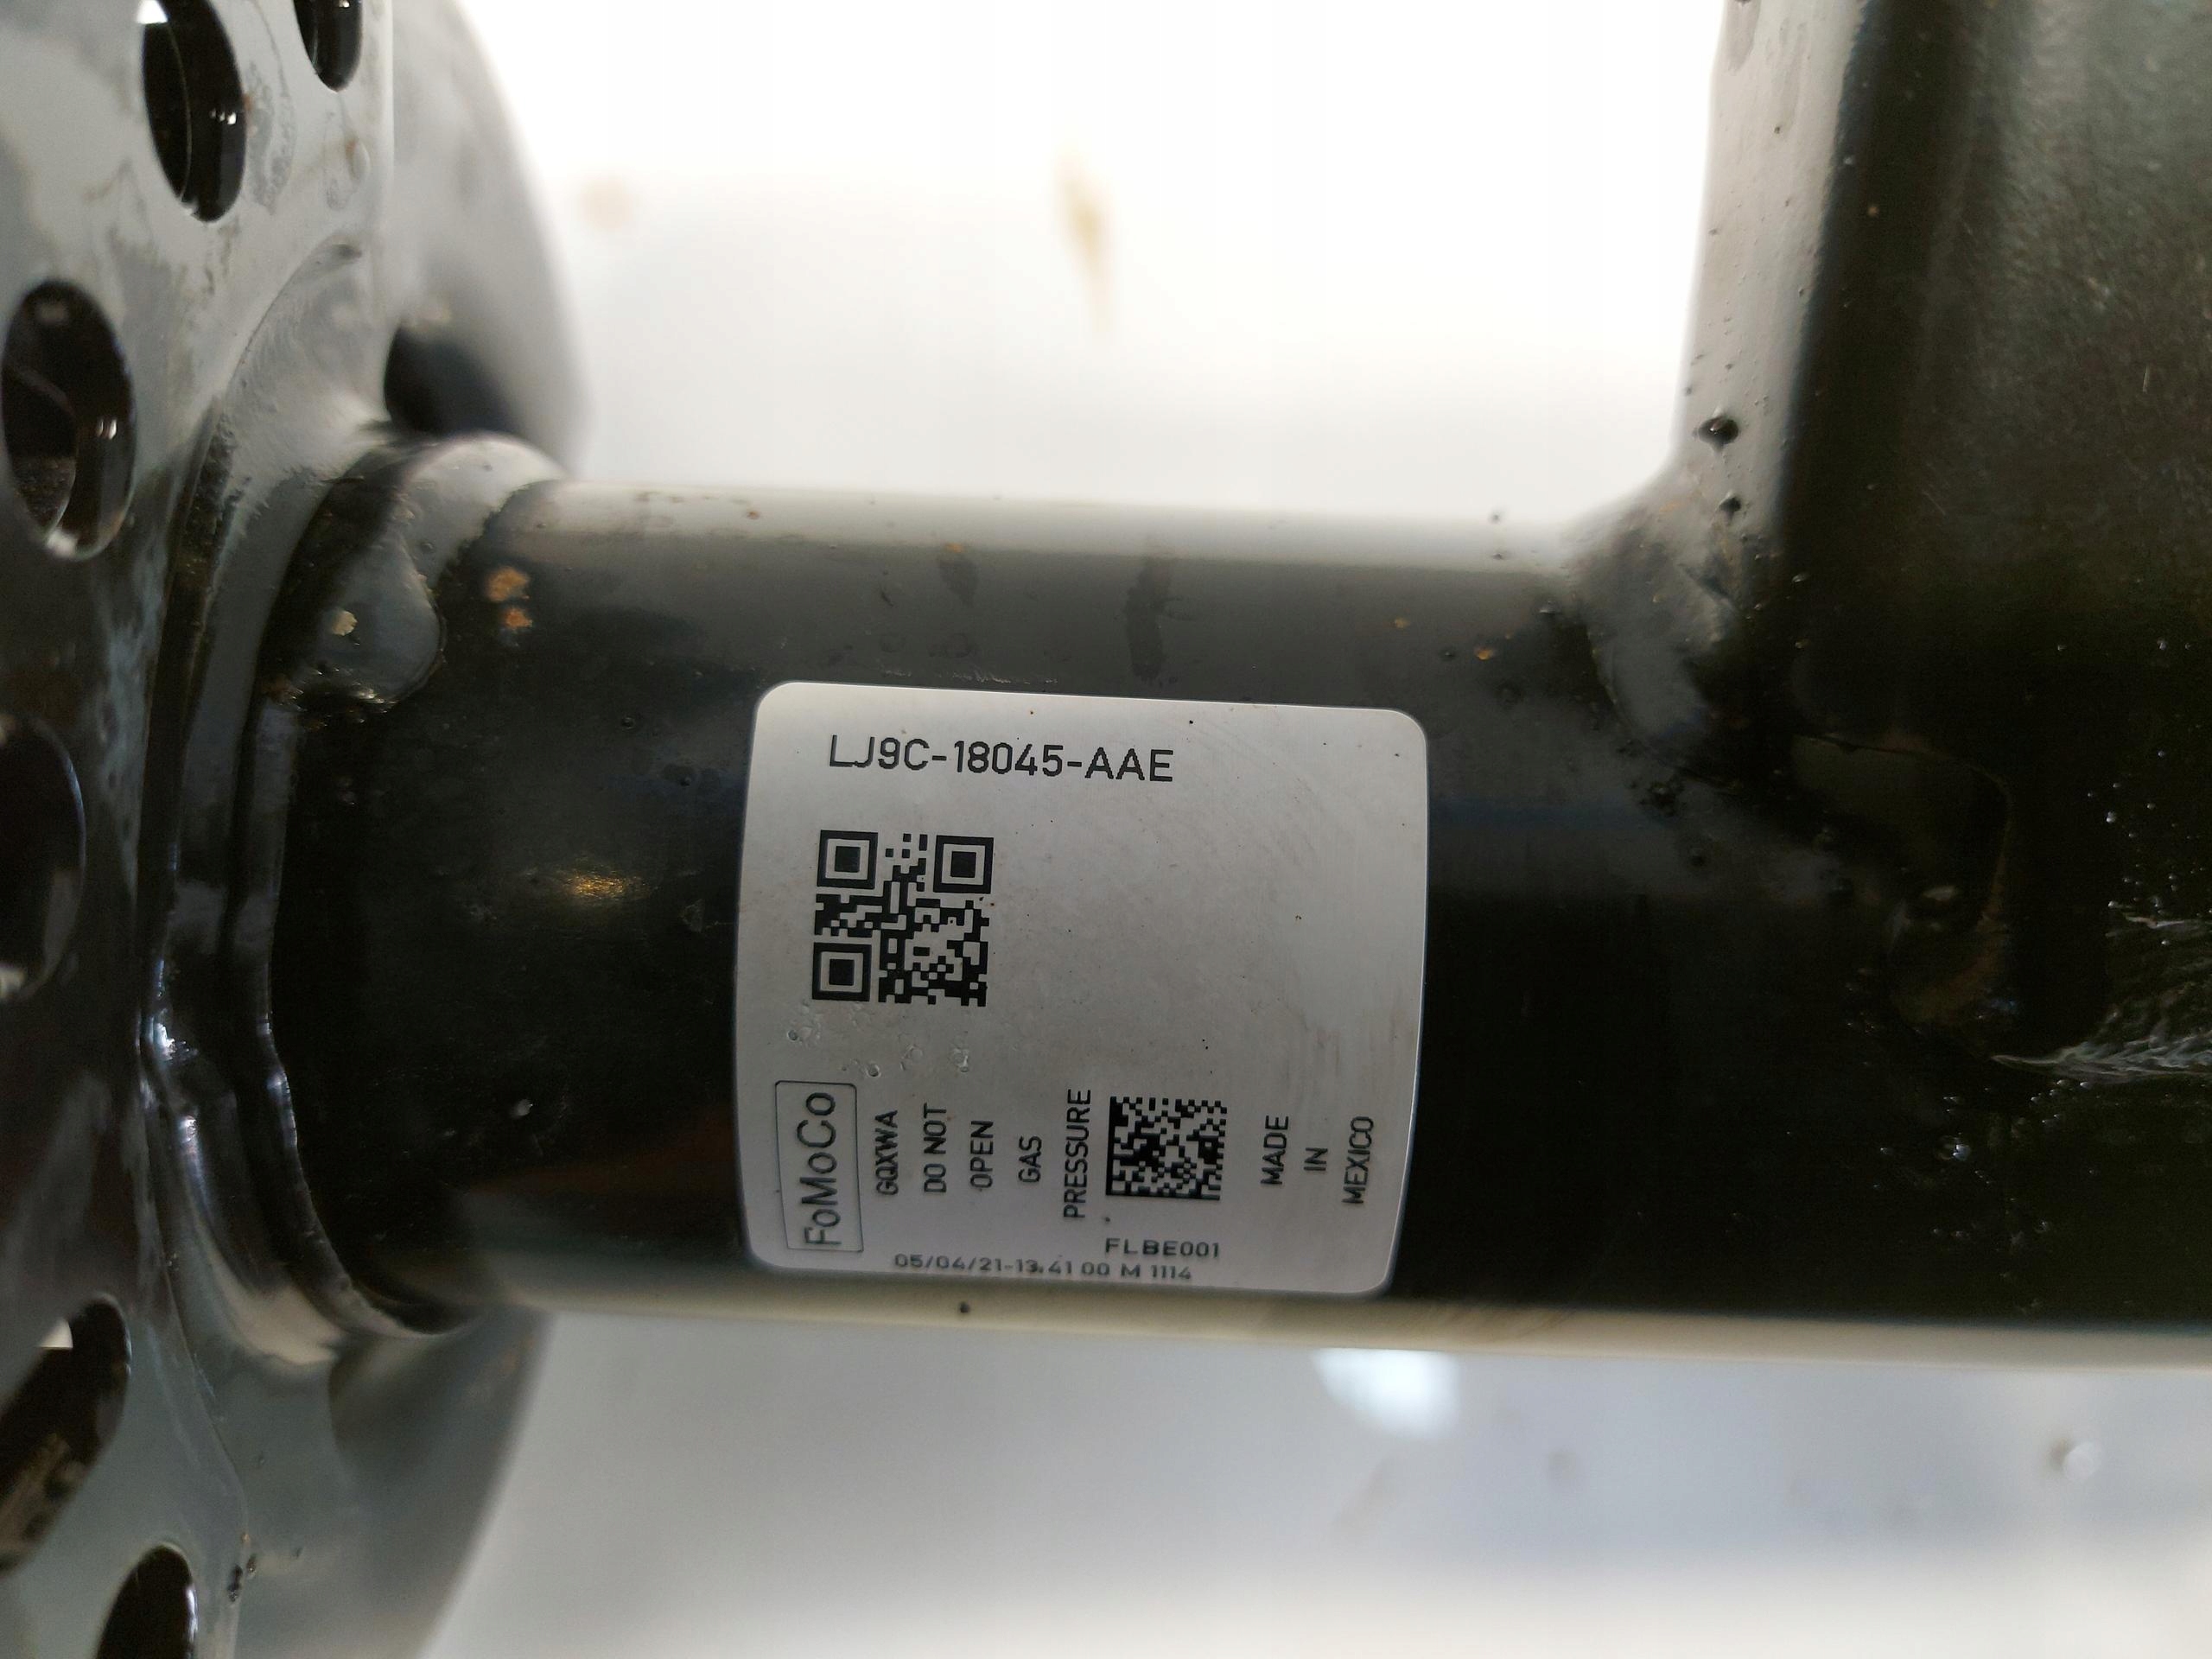 LJ9C-18045-AAE
FoMoCo
GQXWA
DO NOT
OPEN
GAS
PRESSURE
MADE
IN
MEXICO
FLBE001
05/04/21-13:41 00 M 1114